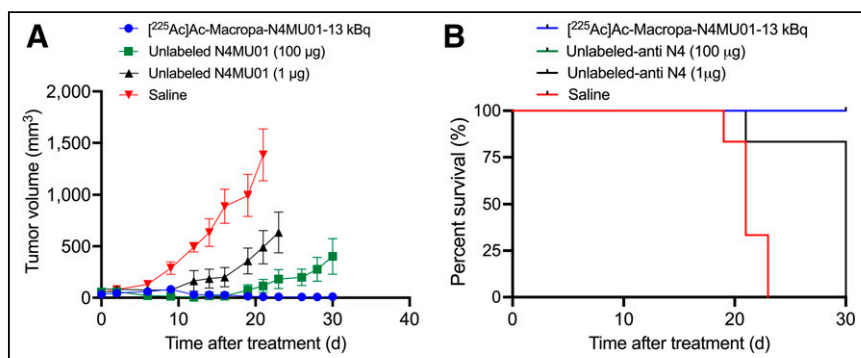 A
[²²⁵Ac]Ac-Macropa-N4MU01-13 kBq
Unlabeled N4MU01 (100 µg)
Unlabeled N4MU01 (1 µg)
Saline
2,000
1,500
1,000
500
0
Tumor volume (mm³)
0 10 20 30 40
Time after treatment (d)
B
[²²⁵Ac]Ac-Macropa-N4MU01-13 kBq
Unlabeled-anti N4 (100 µg)
Unlabeled-anti N4 (1µg)
Saline
100
75
50
25
0
Percent survival (%)
0 10 20 30
Time after treatment (d)